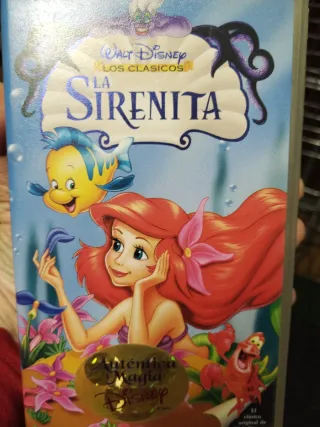 WALT DISNEY
LOS CLASICOS
LA
SIRENITA
Auténtica
Magia
Disney
El
clásico
original de